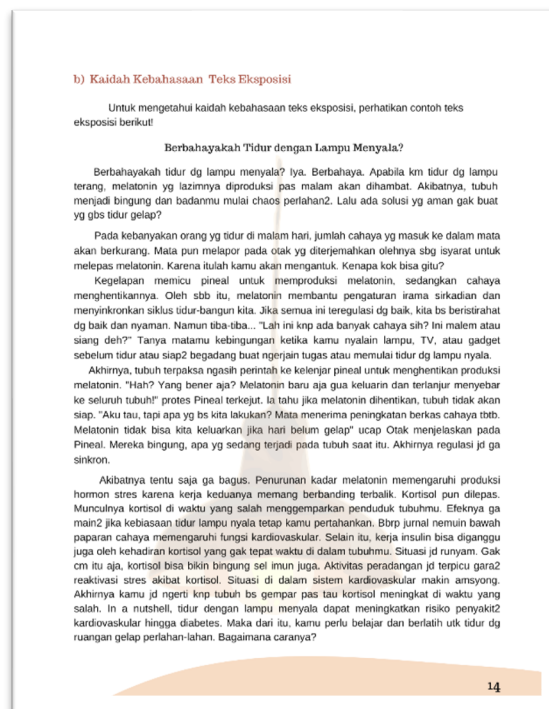 b) Kaidah Kebahasaan Teks Eksposisi
Untuk mengetahui kaidah kebahasaan teks eksposisi, perhatikan contoh teks
eksposisi berikut!
Berbahayakah Tidur dengan Lampu Menyala?
Berbahayakah tidur dg lampu menyala? Iya. Berbahaya. Apabila km tidur dg lampu
terang, melatonin yg lazimnya diproduksi pas malam akan dihambat. Akibatnya, tubuh
menjadi bingung dan badanmu mulai chaos perlahan2. Lalu ada solusi yg aman gak buat
yg gbs tidur gelap?
Pada kebanyakan orang yg tidur di malam hari, jumlah cahaya yg masuk ke dalam mata
akan berkurang. Mata pun melapor pada otak yg diterjemahkan olehnya sbg isyarat untuk
melepas melatonin. Karena itulah kamu akan mengantuk. Kenapa kok bisa gitu?
Kegelapan memicu pineal untuk memproduksi melatonin, sedangkan cahaya
menghentikannya. Oleh sbb itu, melatonin membantu pengaturan irama sirkadian dan
menyinkronkan siklus tidur-bangun kita. Jika semua ini teregulasi dg baik, kita bs beristirahat
dg baik dan nyaman. Namun tiba-tiba... "Lah ini knp ada banyak cahaya sih? Ini malem atau
siang deh?" Tanya matamu kebingungan ketika kamu nyalain lampu, TV, atau gadget
sebelum tidur atau siap2 begadang buat ngerjain tugas atau memulai tidur dg lampu nyala.
Akhirnya, tubuh terpaksa ngasih perintah ke kelenjar pineal untuk menghentikan produksi
melatonin. "Hah? Yang bener aja? Melatonin baru aja gua keluarin dan terlanjur menyebar
ke seluruh tubuh!" protes Pineal terkejut. Ia tahu jika melatonin dihentikan, tubuh tidak akan
siap. "Aku tau, tapi apa yg bs kita lakukan? Mata menerima peningkatan berkas cahaya tbtb.
Melatonin tidak bisa kita keluarkan jika hari belum gelap" ucap Otak menjelaskan pada
Pineal. Mereka bingung, apa yg sedang terjadi pada tubuh saat itu. Akhirnya regulasi jd ga
sinkron.
Akibatnya tentu saja ga bagus. Penurunan kadar melatonin memengaruhi produksi
hormon stres karena kerja keduanya memang berbanding terbalik. Kortisol pun dilepas.
Munculnya kortisol di waktu yang salah menggemparkan penduduk tubuhmu. Efeknya ga
main2 jika kebiasaan tidur lampu nyala tetap kamu pertahankan. Bbrp jurnal nemuin bawah
paparan cahaya memengaruhi fungsi kardiovaskular. Selain itu, kerja insulin bisa diganggu
juga oleh kehadiran kortisol yang gak tepat waktu di dalam tubuhmu. Situasi jd runyam. Gak
cm itu aja, kortisol bisa bikin bingung sel imun juga. Aktivitas peradangan jd terpicu gara2
reaktivasi stres akibat kortisol. Situasi di dalam sistem kardiovaskular makin amsyong.
Akhirnya kamu jd ngerti knp tubuh bs gempar pas tau kortisol meningkat di waktu yang
salah. In a nutshell, tidur dengan lampu menyala dapat meningkatkan risiko penyakit2
kardiovaskular hingga diabetes. Maka dari itu, kamu perlu belajar dan berlatih utk tidur dg
ruangan gelap perlahan-lahan. Bagaimana caranya?
14